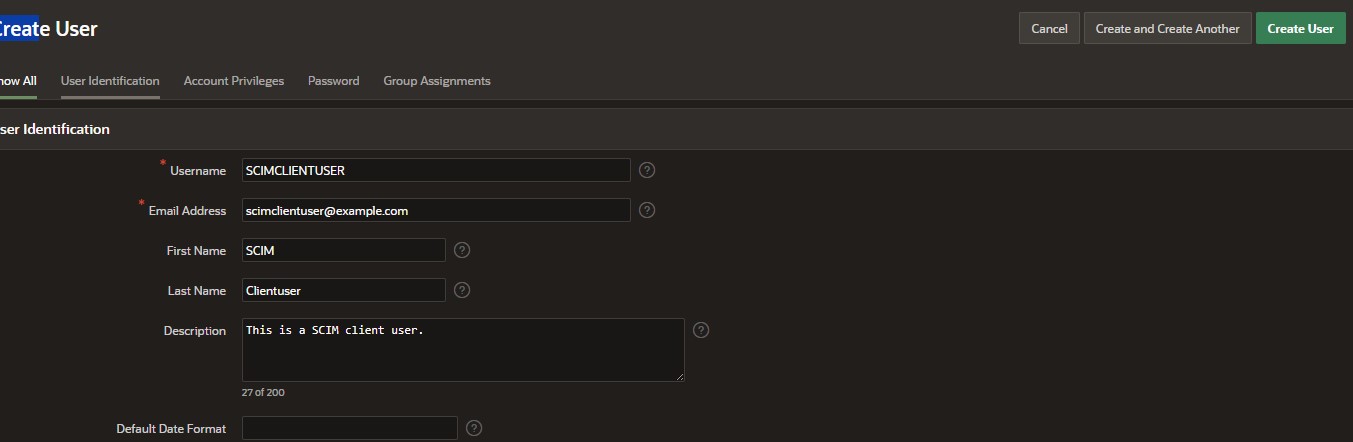 Create User
Cancel
Create and Create Another
Create User
how All
User Identification
Account Privileges
Password
Group Assignments
ser Identification
* Username SCIMCLIENTUSER ?
* Email Address scimclientuser@example.com ?
First Name SCIM ?
Last Name Clientuser ?
Description This is a SCIM client user. ?
27 of 200
Default Date Format ?